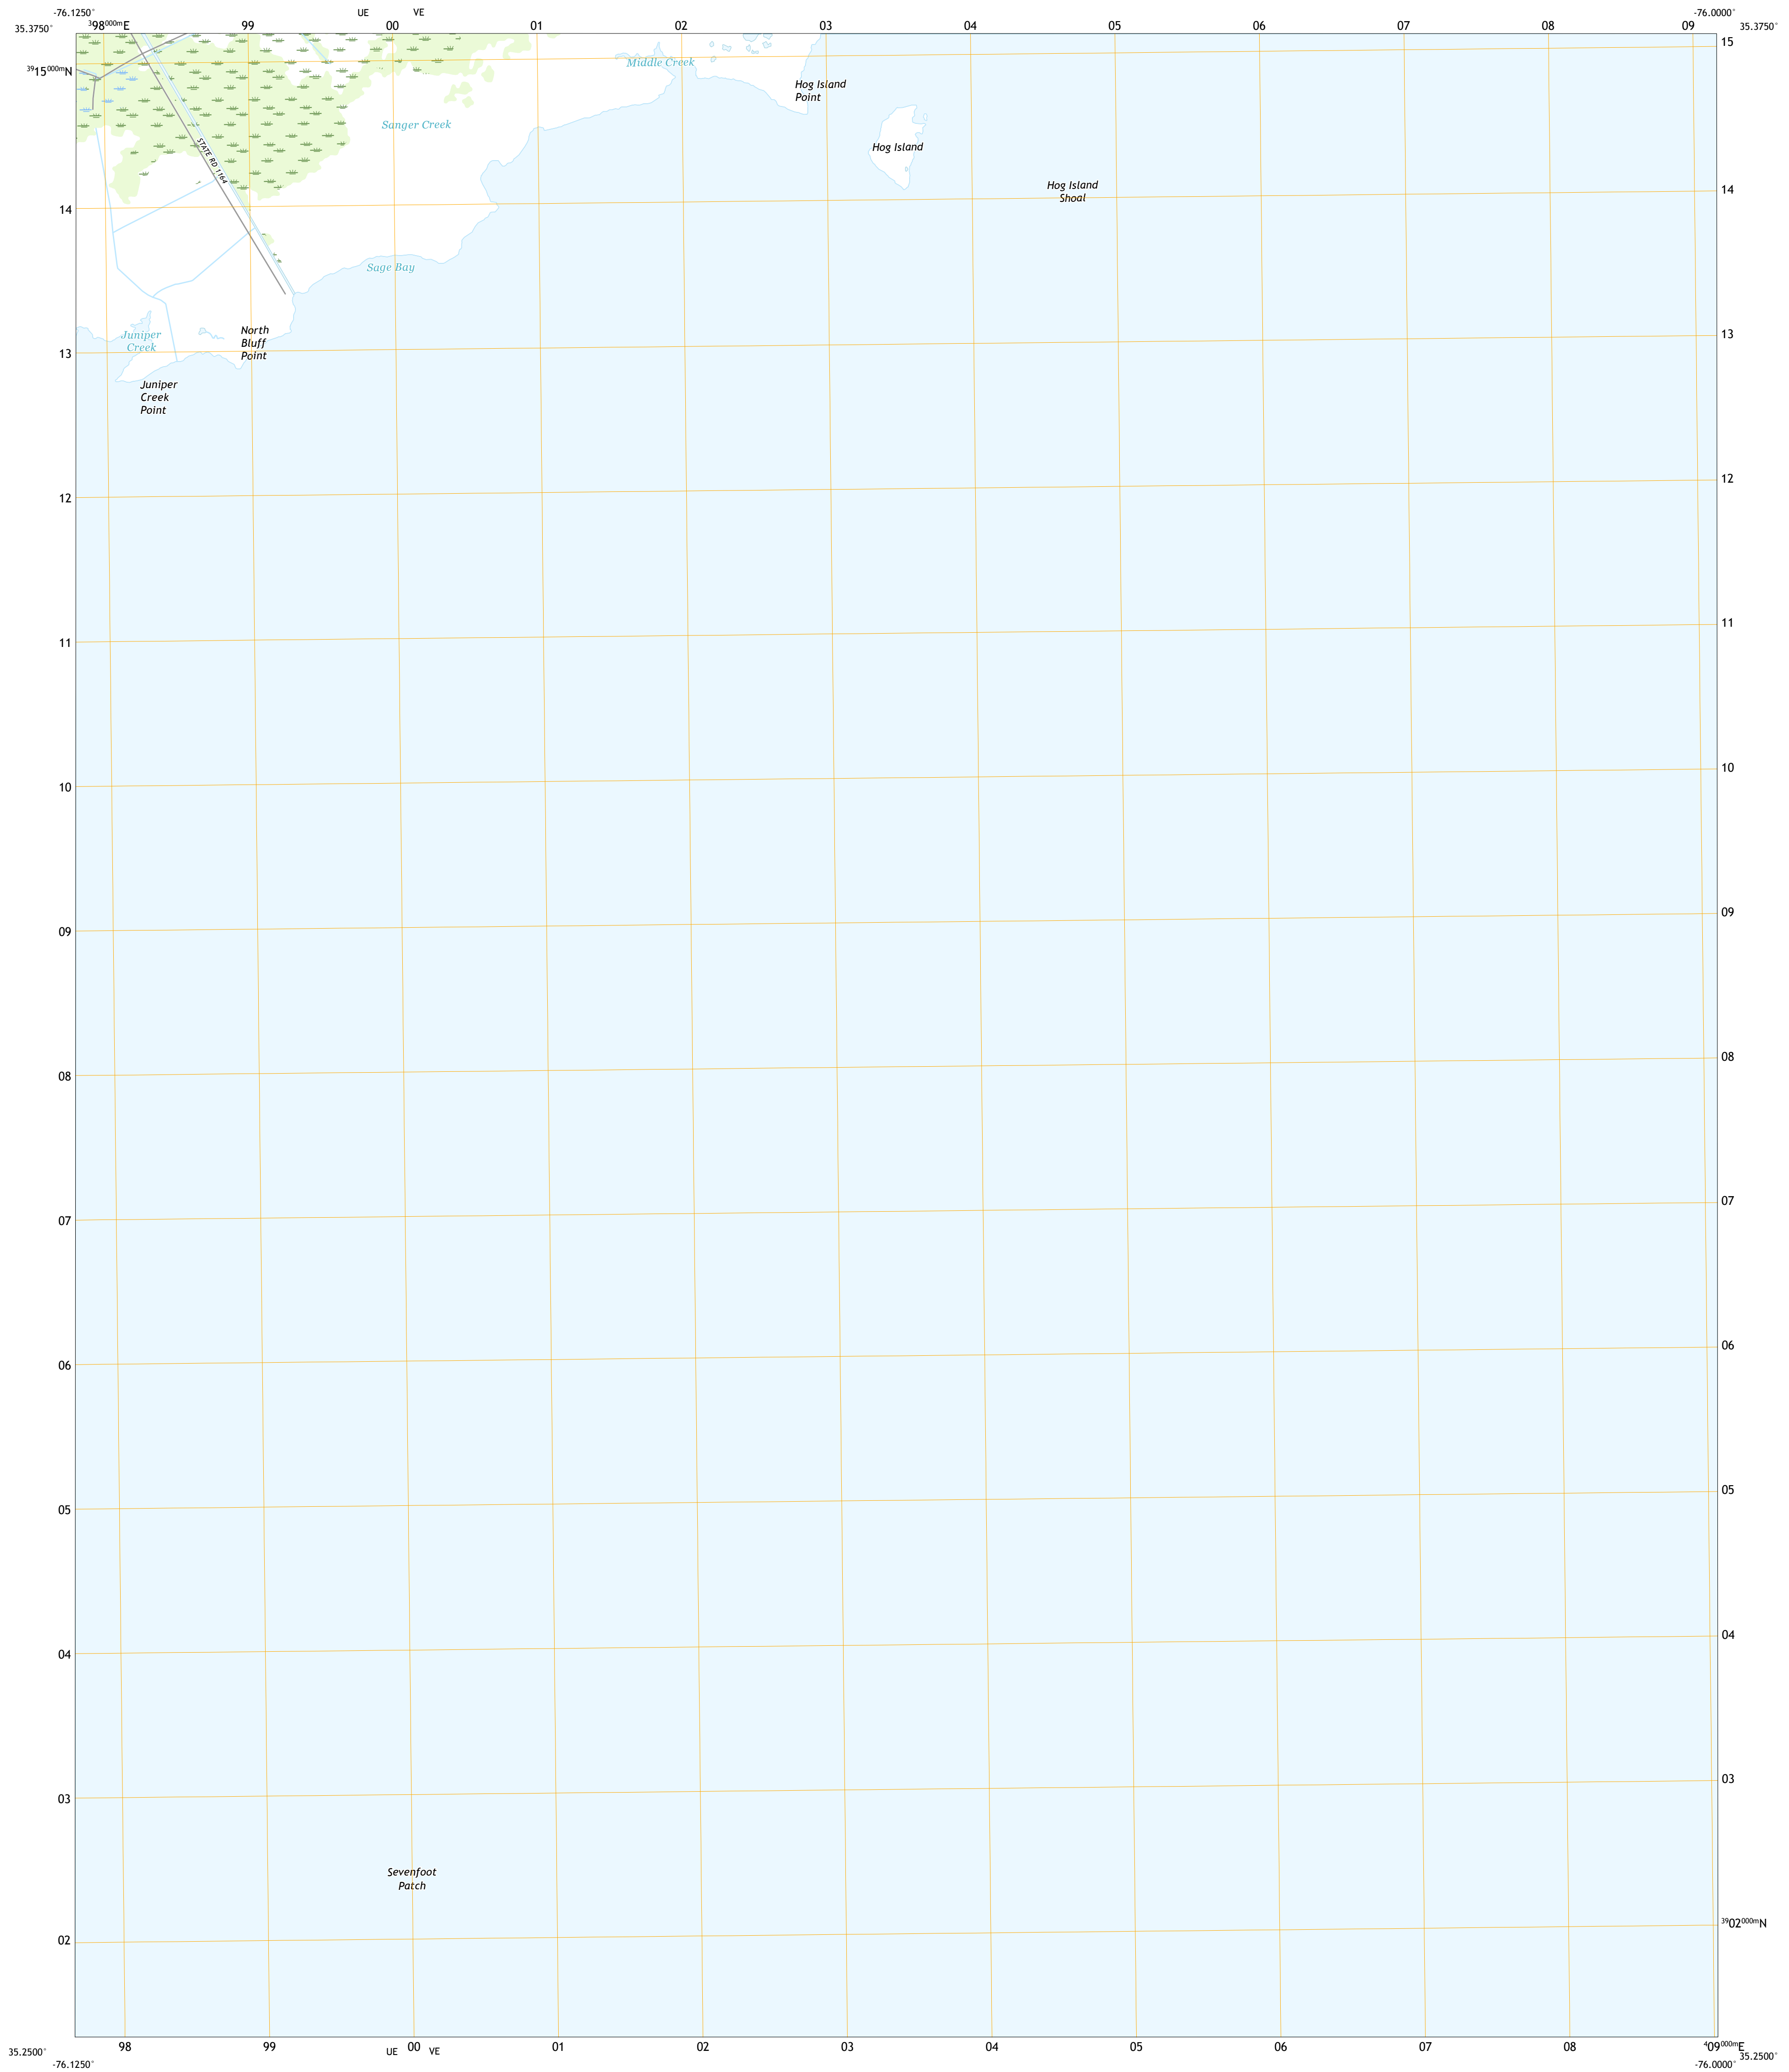 -76.1250°
UE
VE
-76.0000°
35.3750°
³98⁰⁰⁰ᵐE
99
00
01
02
03
04
05
06
07
08
09
35.3750°
15
³⁹15⁰⁰⁰ᵐN
Middle Creek
Hog Island
Point
Sanger Creek
Hog Island
STATE RD 1164
Hog Island
Shoal
14
14
Sage Bay
North
Bluff
Point
Juniper
Creek
13
13
Juniper
Creek
Point
12
12
11
11
10
10
09
09
08
08
07
07
06
06
05
05
04
04
03
03
Sevenfoot
Patch
³⁹02⁰⁰⁰ᵐN
02
98
99
00
01
02
03
04
05
06
07
08
⁴09⁰⁰⁰ᵐE
35.2500°
UE
VE
35.2500°
-76.1250°
-76.0000°